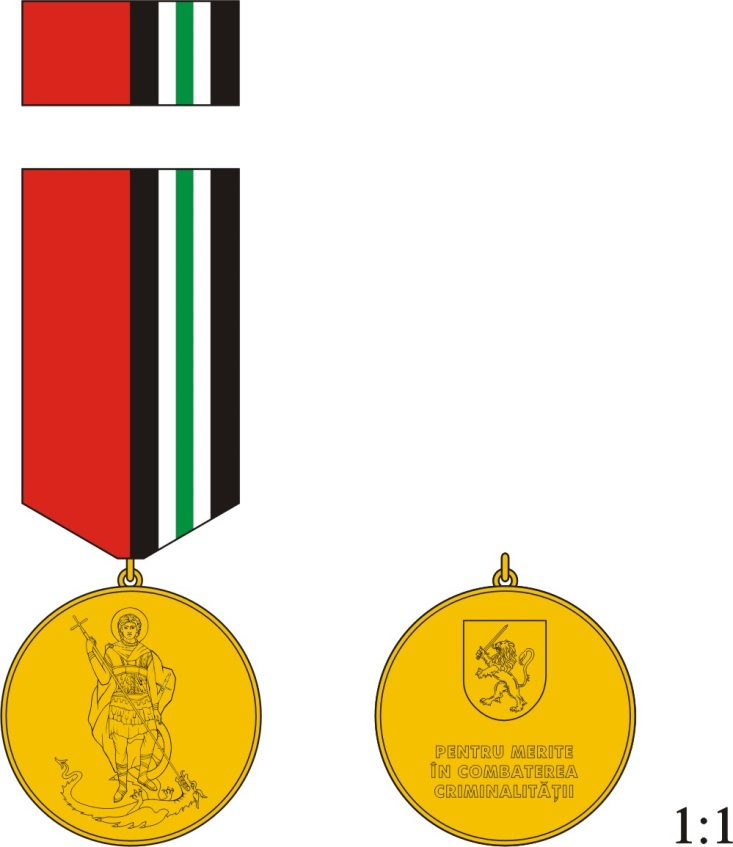 PENTRU MERITE
ÎN COMBATEREA
CRIMINALITĂȚII
1:1